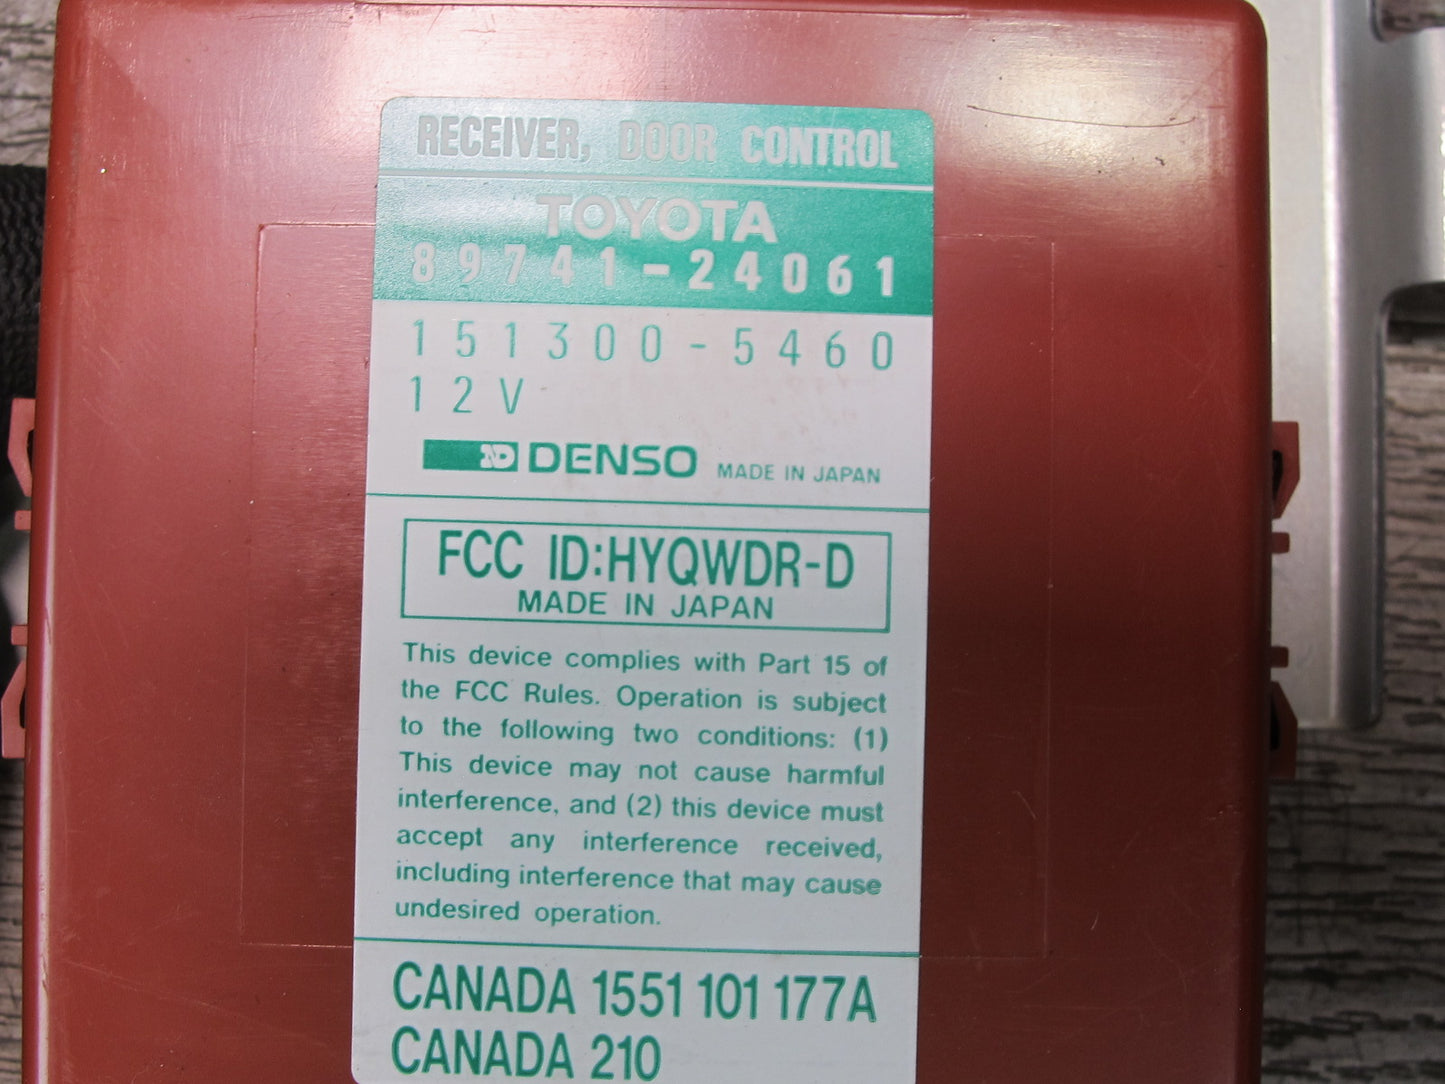 RECEIVER, DOOR CONTROL
TOYOTA
89741-24061
151300-5460
12V
DENSO MADE IN JAPAN
FCC ID:HYQWDR-D
MADE IN JAPAN
This device complies with Part 15 of
the FCC Rules. Operation is subject
to the following two conditions: (1)
This device may not cause harmful
interference, and (2) this device must
accept any interference received,
including interference that may cause
undesired operation.
CANADA 1551 101 177A
CANADA 210